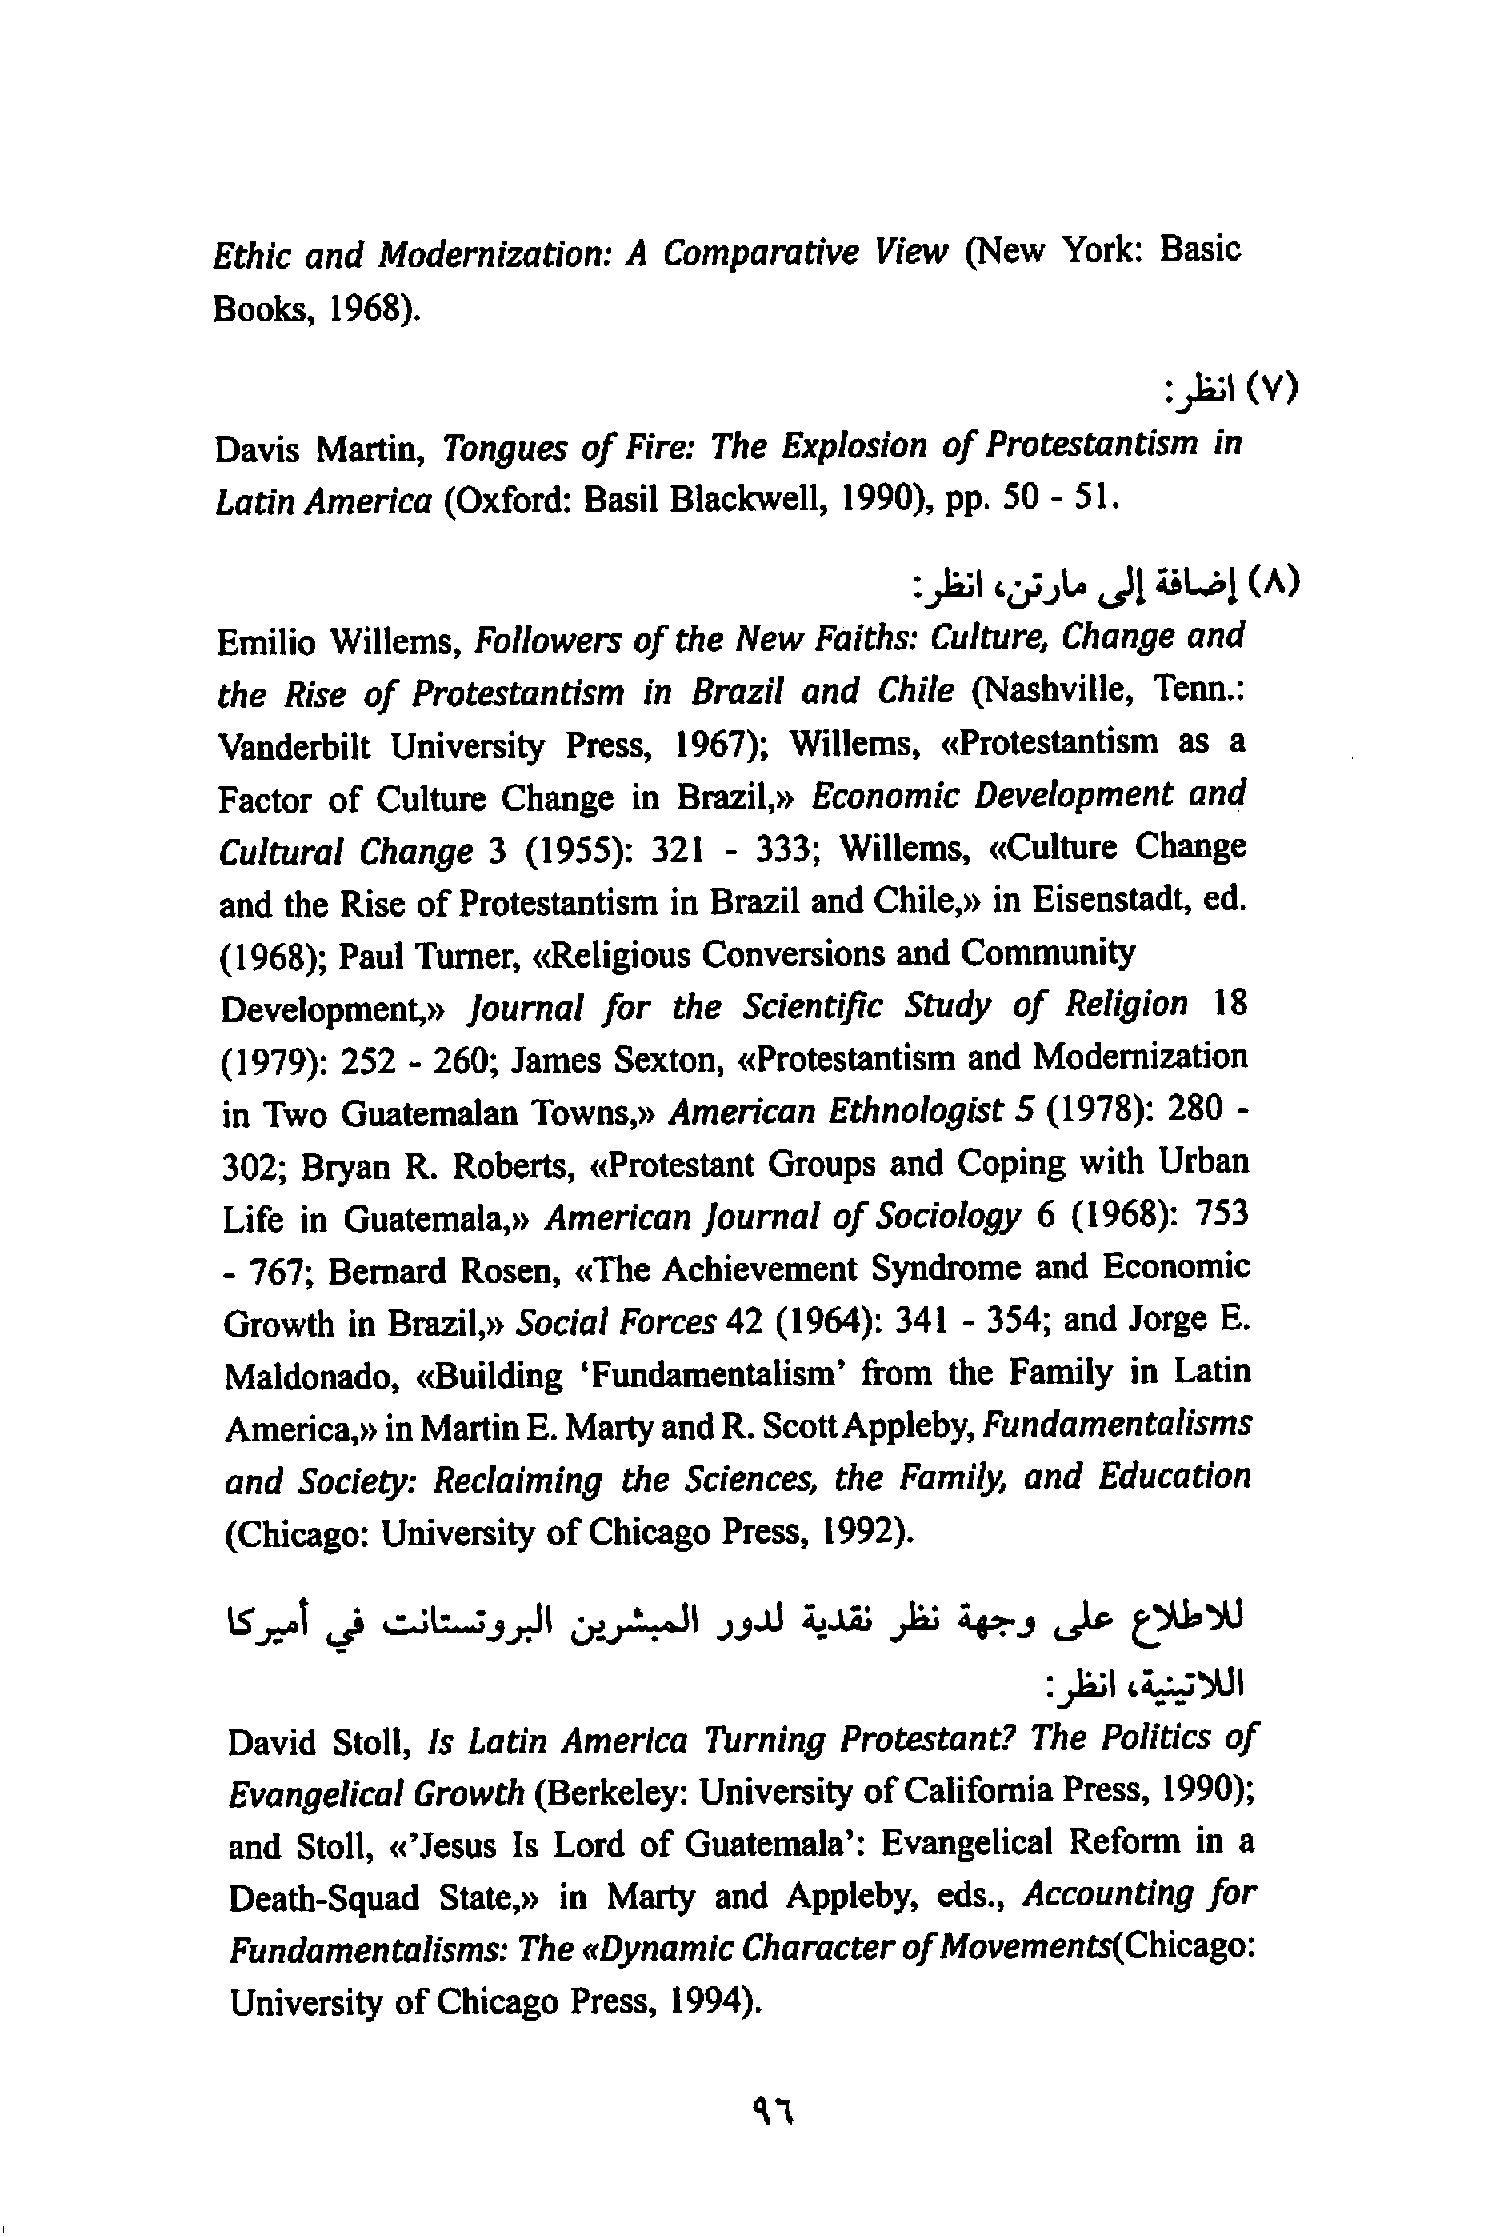 Ethic and Modernization: A Comparative View (New York: Basic
Books, 1968).
(٧) انظر:
Davis Martin, Tongues of Fire: The Explosion of Protestantism in
Latin America (Oxford: Basil Blackwell, 1990), pp. 50 - 51.
(٨) إضافة إلى مارتن، انظر:
Emilio Willems, Followers of the New Faiths: Culture, Change and
the Rise of Protestantism in Brazil and Chile (Nashville, Tenn.:
Vanderbilt University Press, 1967); Willems, «Protestantism as a
Factor of Culture Change in Brazil,» Economic Development and
Cultural Change 3 (1955): 321 - 333; Willems, «Culture Change
and the Rise of Protestantism in Brazil and Chile,» in Eisenstadt, ed.
(1968); Paul Turner, «Religious Conversions and Community
Development,» Journal for the Scientific Study of Religion 18
(1979): 252 - 260; James Sexton, «Protestantism and Modernization
in Two Guatemalan Towns,» American Ethnologist 5 (1978): 280 -
302; Bryan R. Roberts, «Protestant Groups and Coping with Urban
Life in Guatemala,» American Journal of Sociology 6 (1968): 753
- 767; Bernard Rosen, «The Achievement Syndrome and Economic
Growth in Brazil,» Social Forces 42 (1964): 341 - 354; and Jorge E.
Maldonado, «Building ‘Fundamentalism’ from the Family in Latin
America,» in Martin E. Marty and R. Scott Appleby, Fundamentalisms
and Society: Reclaiming the Sciences, the Family, and Education
(Chicago: University of Chicago Press, 1992).
للاطلاع على وجهة نظر نقدية لدور المبشرين البروتستانت في أميركا
اللاتينية، انظر:
David Stoll, Is Latin America Turning Protestant? The Politics of
Evangelical Growth (Berkeley: University of California Press, 1990);
and Stoll, «’Jesus Is Lord of Guatemala’: Evangelical Reform in a
Death-Squad State,» in Marty and Appleby, eds., Accounting for
Fundamentalisms: The «Dynamic Character of Movements(Chicago:
University of Chicago Press, 1994).
٩٦